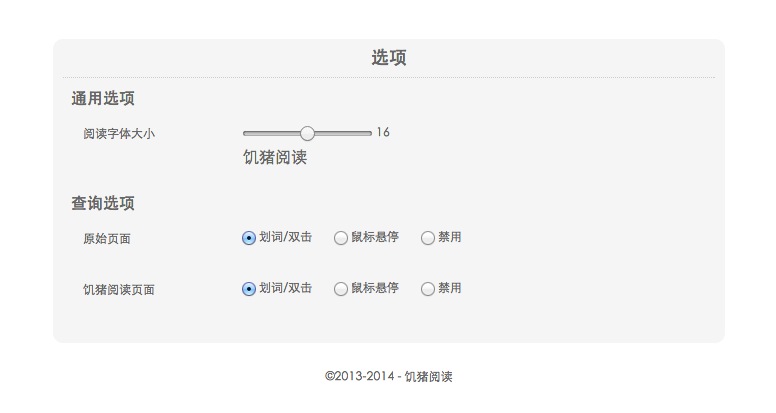 选项
通用选项
阅读字体大小 16
饥猪阅读
查询选项
原始页面 划词/双击 鼠标悬停 禁用
饥猪阅读页面 划词/双击 鼠标悬停 禁用
©2013-2014 - 饥猪阅读